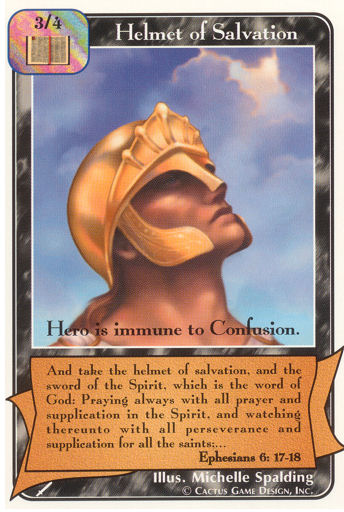 3/4
Helmet of Salvation
Hero is immune to Confusion.
And take the helmet of salvation, and the
sword of the Spirit, which is the word of
God: Praying always with all prayer and
supplication in the Spirit, and watching
thereunto with all perseverance and
supplication for all the saints;...
Ephesians 6: 17-18
Illus. Michelle Spalding
© Cactus Game Design, Inc.